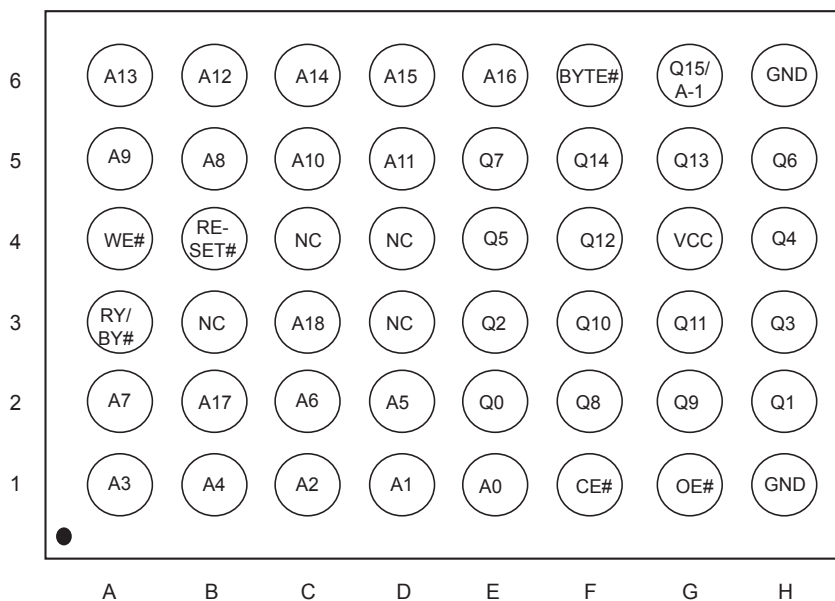 6 A13 A12 A14 A15 A16 BYTE# Q15/
A-1 GND
5 A9 A8 A10 A11 Q7 Q14 Q13 Q6
4 WE# RE-
SET# NC NC Q5 Q12 VCC Q4
3 RY/
BY# NC A18 NC Q2 Q10 Q11 Q3
2 A7 A17 A6 A5 Q0 Q8 Q9 Q1
1 A3 A4 A2 A1 A0 CE# OE# GND
A B C D E F G H